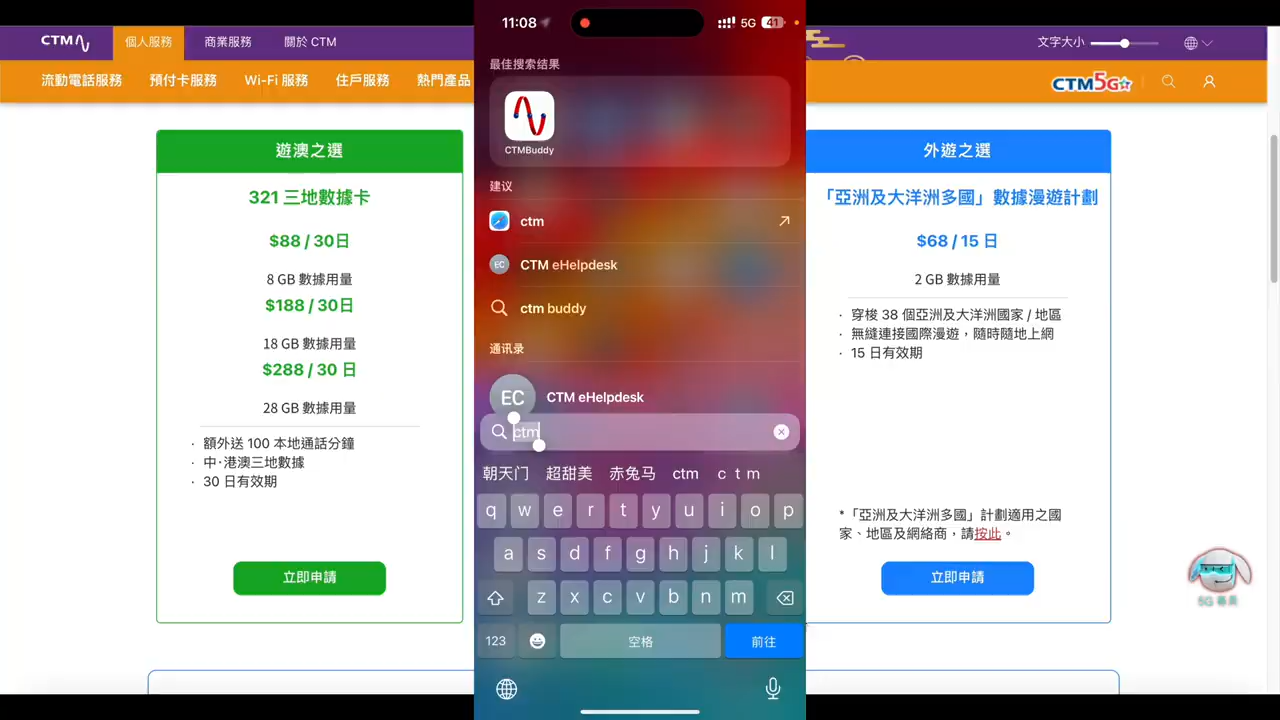 CTM
個人服務
商業服務
關於 CTM
文字大小
流動電話服務
預付卡服務
Wi-Fi 服務
住戶服務
熱門產品
CTM5G
遊澳之選
321 三地數據卡
$88 / 30日
8 GB 數據用量
$188 / 30日
18 GB 數據用量
$288 / 30 日
28 GB 數據用量
· 額外送 100 本地通話分鐘
· 中·港澳三地數據
· 30 日有效期
立即申請
11:08
5G
41
最佳搜索结果
CTMBuddy
建议
ctm
EC
CTM eHelpdesk
ctm buddy
通讯录
EC
CTM eHelpdesk
ctm
朝天门 超甜美 赤兔马 ctm ｃｔｍ
q w e r t y u i o p
a s d f g h j k l
z x c v b n m
123
空格
前往
外遊之選
「亞洲及大洋洲多國」數據漫遊計劃
$68 / 15 日
2 GB 數據用量
· 穿梭 38 個亞洲及大洋洲國家 / 地區
· 無縫連接國際漫遊，隨時隨地上網
· 15 日有效期
*「亞洲及大洋洲多國」計劃適用之國
家、地區及網絡商，請按此。
立即申請